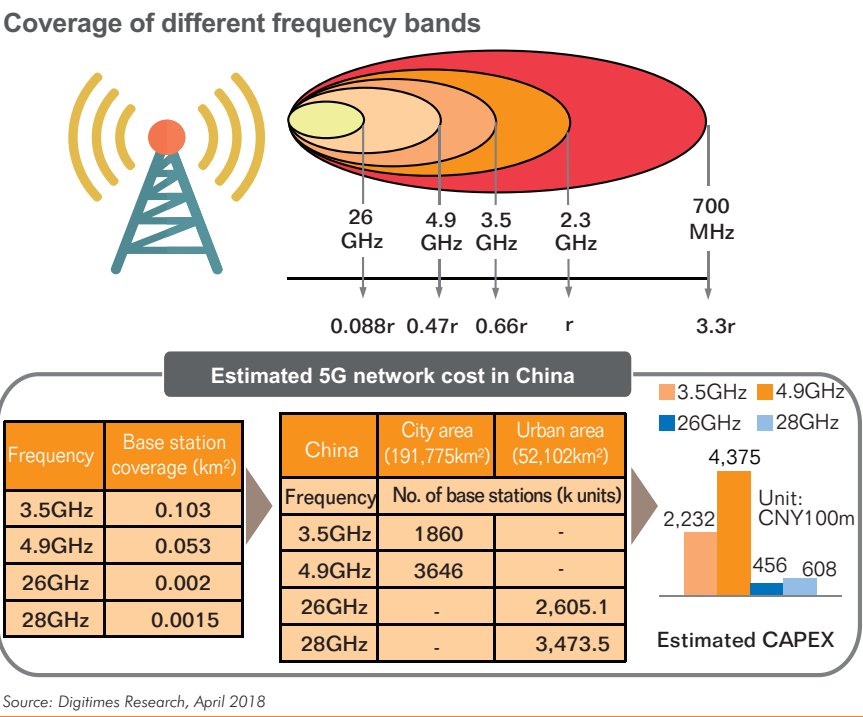 Coverage of different frequency bands
26
GHz
4.9
GHz
3.5
GHz
2.3
GHz
700
MHz
0.088r 0.47r 0.66r r 3.3r
Estimated 5G network cost in China
Frequency Base station coverage (km²)
3.5GHz 0.103
4.9GHz 0.053
26GHz 0.002
28GHz 0.0015
China City area (191,775km²) Urban area (52,102km²)
Frequency No. of base stations (k units)
3.5GHz 1860 -
4.9GHz 3646 -
26GHz - 2,605.1
28GHz - 3,473.5
3.5GHz 4.9GHz
26GHz 28GHz
4,375
Unit:
CNY100m
2,232
456 608
Estimated CAPEX
Source: Digitimes Research, April 2018